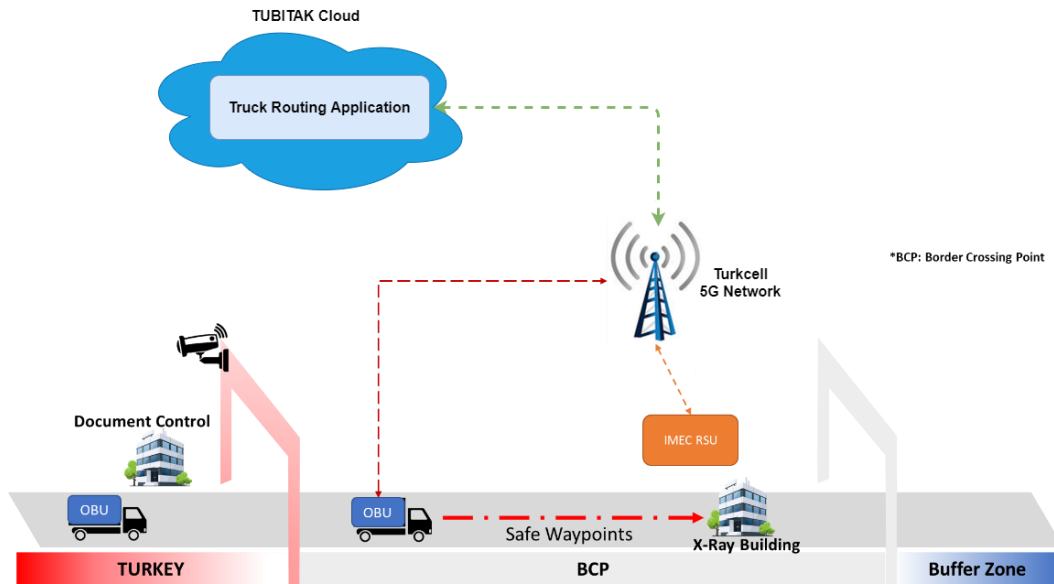 TUBITAK Cloud
Truck Routing Application
Turkcell
5G Network
*BCP: Border Crossing Point
Document Control
IMEC RSU
OBU
OBU
Safe Waypoints
X-Ray Building
TURKEY
BCP
Buffer Zone